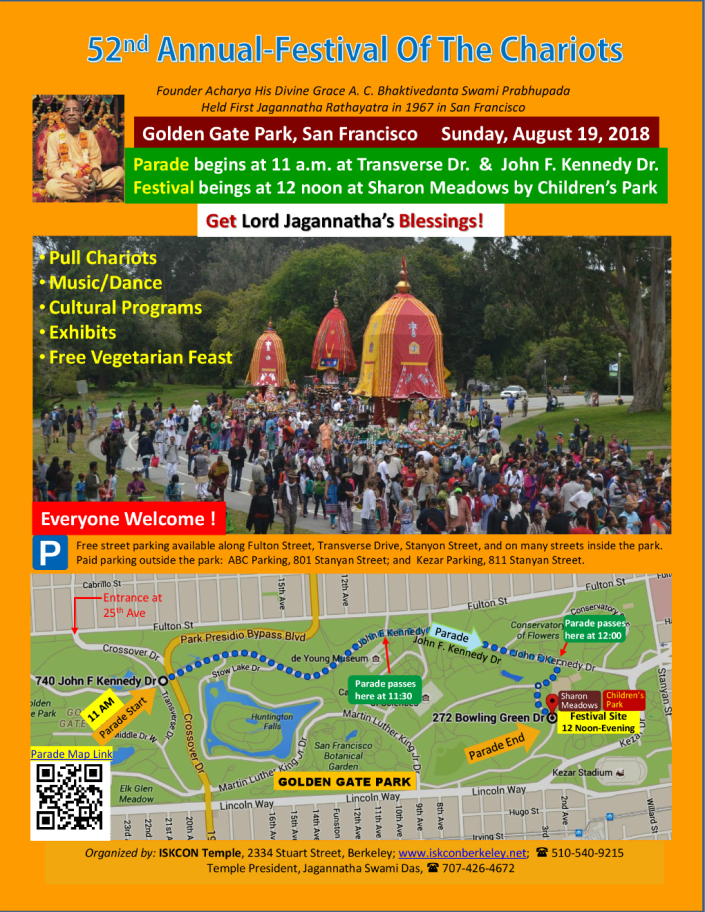 52nd Annual-Festival Of The Chariots
Founder Acharya His Divine Grace A. C. Bhaktivedanta Swami Prabhupada
Held First Jagannatha Rathayatra in 1967 in San Francisco
Golden Gate Park, San Francisco Sunday, August 19, 2018
Parade begins at 11 a.m. at Transverse Dr. & John F. Kennedy Dr.
Festival beings at 12 noon at Sharon Meadows by Children's Park
Get Lord Jagannatha's Blessings!
• Pull Chariots
• Music/Dance
• Cultural Programs
• Exhibits
• Free Vegetarian Feast
Everyone Welcome !
P
Free street parking available along Fulton Street, Transverse Drive, Stanyon Street, and on many streets inside the park.
Paid parking outside the park: ABC Parking, 801 Stanyan Street; and Kezar Parking, 811 Stanyan Street.
Cabrillo St
Entrance at
25th Ave
15th Ave
12th Ave
Fulton St
Fulton St
Fulton St
Park Presidio Bypass Blvd
Crossover Dr
Conservatory
Conservatory
of Flowers
Parade passes
here at 12:00
John F Kennedy
Parade
John F. Kennedy Dr
John F Kennedy Dr
de Young Museum
Stow Lake Dr
740 John F Kennedy Dr
Parade passes
here at 11:30
11 AM
Parade Start
Transverse Dr
Crossover Dr
Middle Dr W
Huntington
Falls
Martin Luther King Jr Dr
Sharon
Meadows
Children's
Park
272 Bowling Green Dr
Festival Site
12 Noon-Evening
Stanyan St
Parade End
San Francisco
Botanical
Garden
Parade Map Link
Elk Glen
Meadow
Martin Luther King Jr Dr
GOLDEN GATE PARK
Kezar Stadium
Lincoln Way
Lincoln Way
Lincoln Way
23rd
22nd
21st A
20th A
16th Ave
15th Ave
14th Ave
Funston
12th Ave
11th Ave
10th Ave
9th Ave
8th Ave
Hugo St
2nd Ave
3rd
Willard St
Irving St
Organized by: ISKCON Temple, 2334 Stuart Street, Berkeley; www.iskconberkeley.net; ☎ 510-540-9215
Temple President, Jagannatha Swami Das, ☎ 707-426-4672